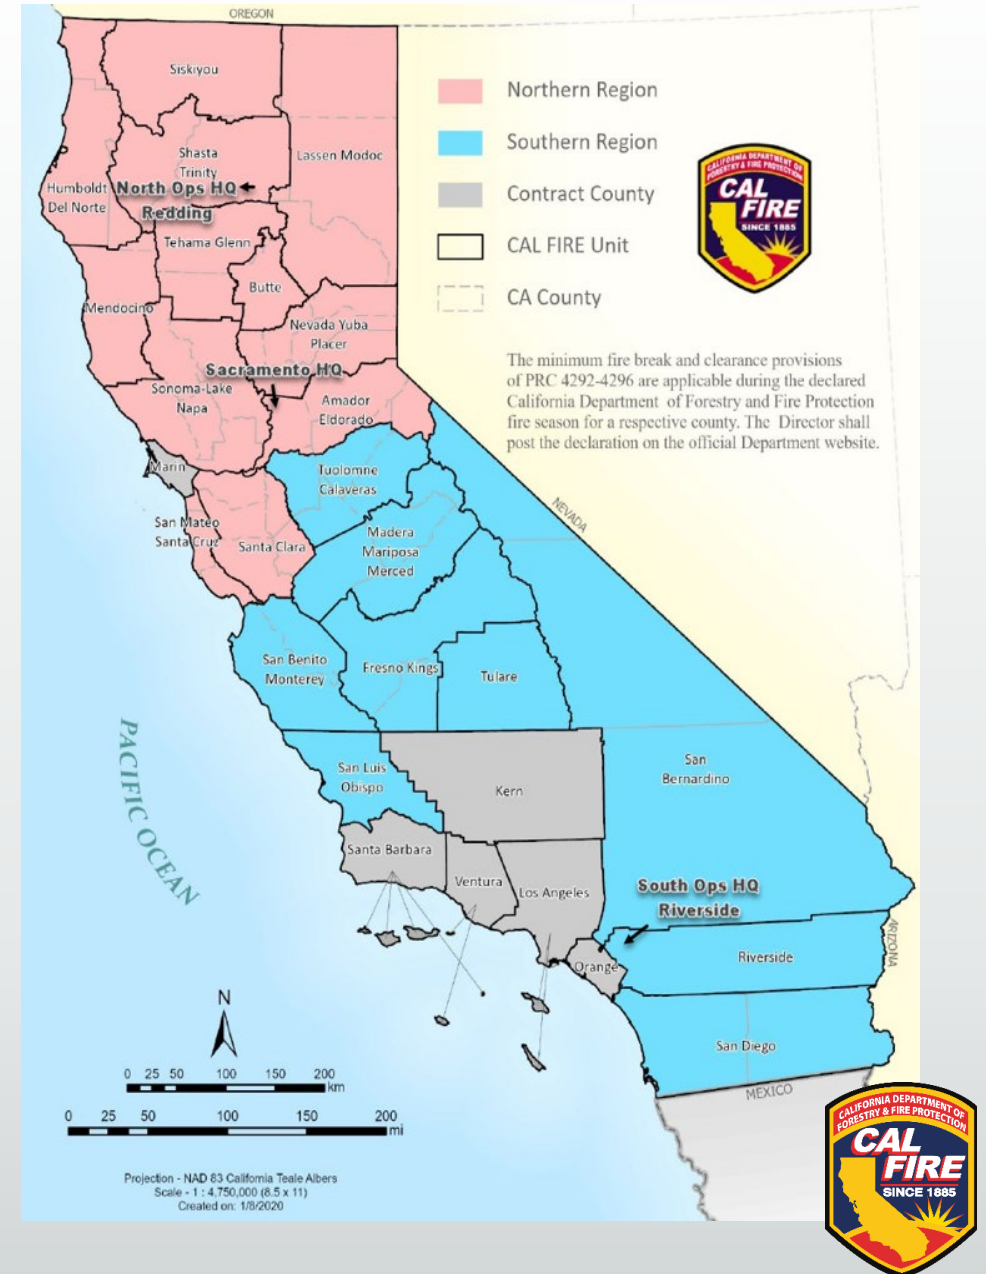 OREGON
Siskiyou
Northern Region
Southern Region
Contract County
CAL FIRE Unit
CA County
CALIFORNIA DEPARTMENT OF
FORESTRY & FIRE PROTECTION
CAL
FIRE
SINCE 1885
Shasta
Trinity
Lassen Modoc
Humboldt
Del Norte
North Ops HQ
Redding
Tehama Glenn
Butte
Mendocino
Nevada Yuba
Placer
Sacramento HQ
Sonoma-Lake
Napa
Amador
Eldorado
The minimum fire break and clearance provisions
of PRC 4292-4296 are applicable during the declared
California Department of Forestry and Fire Protection
fire season for a respective county. The Director shall
post the declaration on the official Department website.
Marin
Tuolomne
Calaveras
NEVADA
San Mateo
Santa Cruz
Santa Clara
Madera
Mariposa
Merced
San Benito
Monterey
Fresno Kings
Tulare
PACIFIC OCEAN
San Luis
Obispo
Kern
San
Bernardino
Santa Barbara
Ventura
Los Angeles
South Ops HQ
Riverside
Orange
Riverside
ARIZONA
San Diego
MEXICO
N
0 25 50 100 150 200
km
0 25 50 100 150 200
mi
Projection - NAD 83 California Teale Albers
Scale - 1 : 4,750,000 (8.5 x 11)
Created on: 1/8/2020
CALIFORNIA DEPARTMENT OF
FORESTRY & FIRE PROTECTION
CAL
FIRE
SINCE 1885